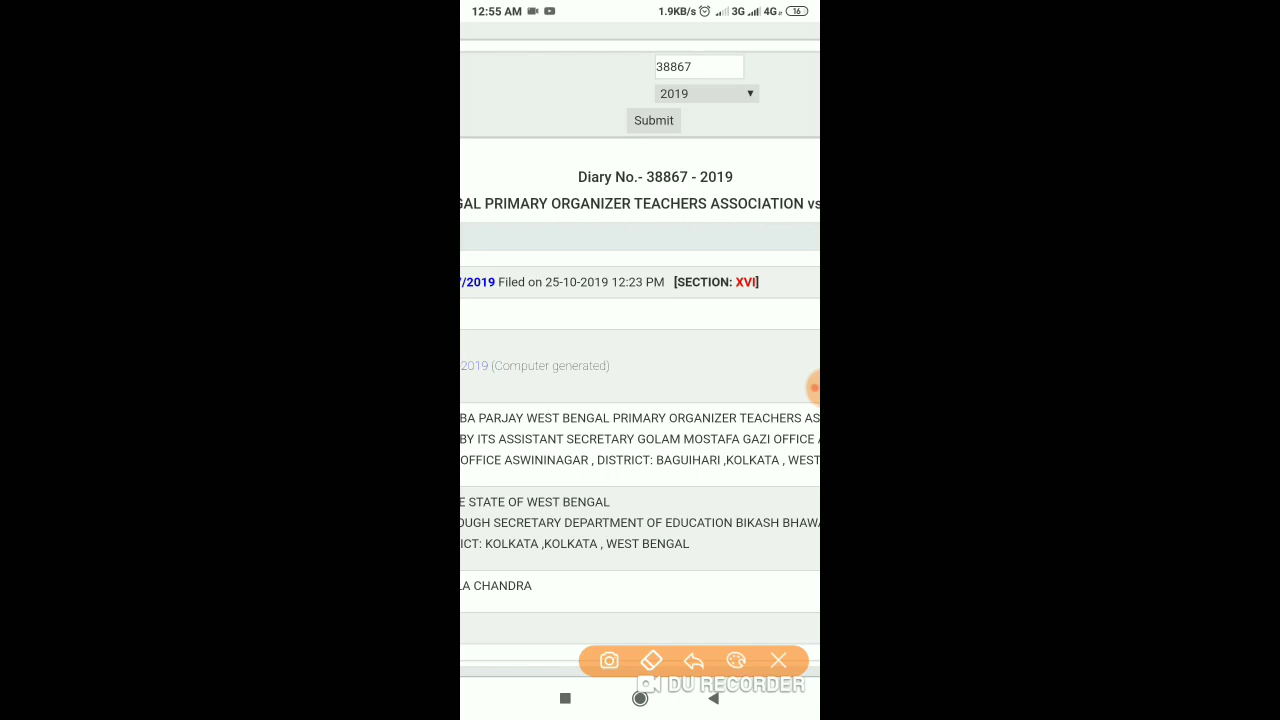 12:55 AM 1.9KB/s 3G 4G 16
38867
2019
Submit
Diary No.- 38867 - 2019
GAL PRIMARY ORGANIZER TEACHERS ASSOCIATION vs
/2019 Filed on 25-10-2019 12:23 PM [SECTION: XVI]
2019 (Computer generated)
BA PARJAY WEST BENGAL PRIMARY ORGANIZER TEACHERS AS
BY ITS ASSISTANT SECRETARY GOLAM MOSTAFA GAZI OFFICE
OFFICE ASWININAGAR , DISTRICT: BAGUIHARI ,KOLKATA , WEST
E STATE OF WEST BENGAL
OUGH SECRETARY DEPARTMENT OF EDUCATION BIKASH BHAWA
ICT: KOLKATA ,KOLKATA , WEST BENGAL
LA CHANDRA
DU RECORDER